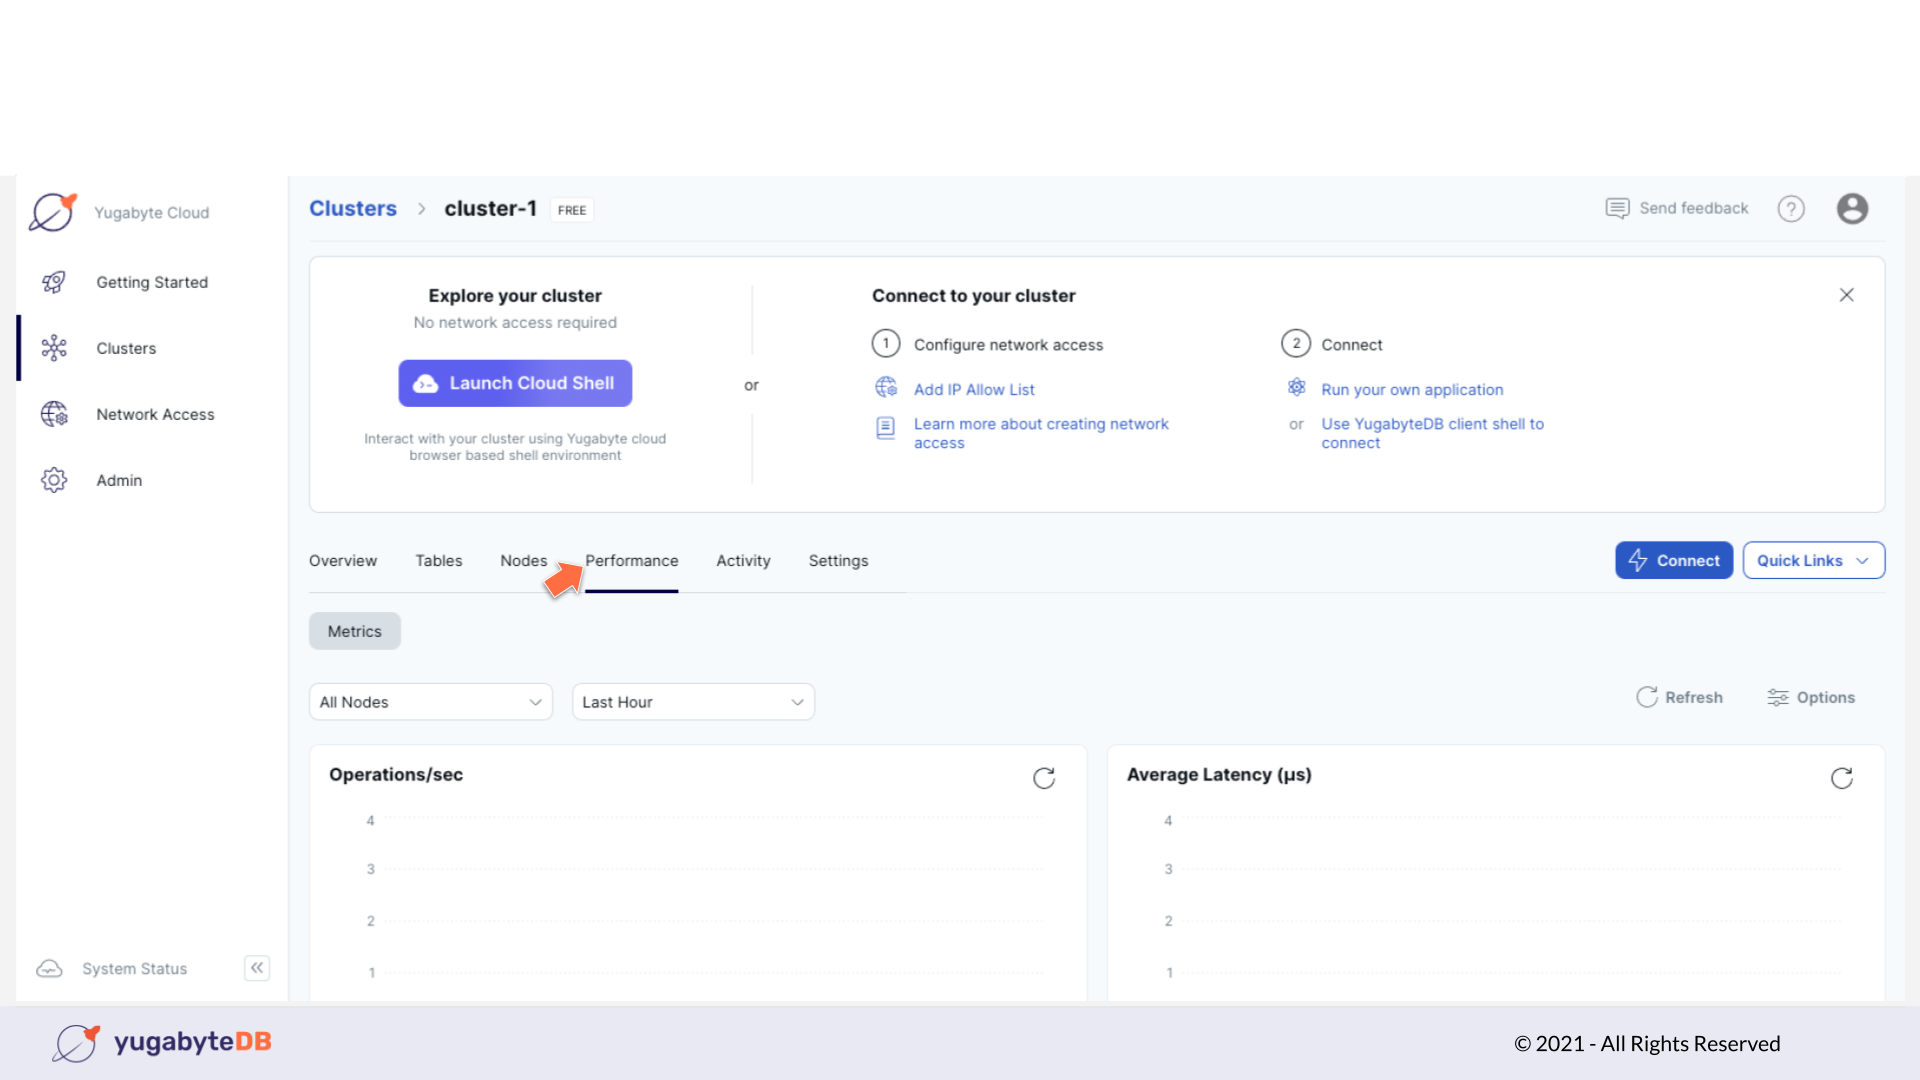 Yugabyte Cloud
Getting Started
Clusters
Network Access
Admin
System Status
Clusters > cluster-1 FREE
Send feedback
?
Explore your cluster
No network access required
Launch Cloud Shell
Interact with your cluster using Yugabyte cloud
browser based shell environment
or
Connect to your cluster
1 Configure network access
Add IP Allow List
Learn more about creating network
access
2 Connect
Run your own application
or Use YugabyteDB client shell to
connect
Overview Tables Nodes Performance Activity Settings
Connect Quick Links
Metrics
All Nodes Last Hour
Refresh Options
Operations/sec
4
3
2
1
Average Latency (μs)
4
3
2
1
yugabyteDB
© 2021 - All Rights Reserved